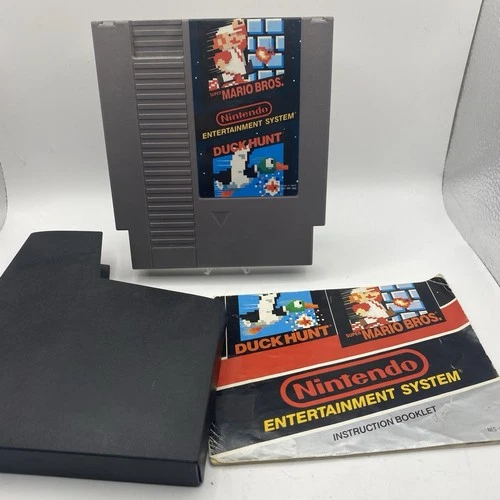 SUPER MARIO BROS.
Nintendo
ENTERTAINMENT SYSTEM
DUCK HUNT
DUCK HUNT
SUPER MARIO BROS.
Nintendo®
ENTERTAINMENT SYSTEM®
INSTRUCTION BOOKLET